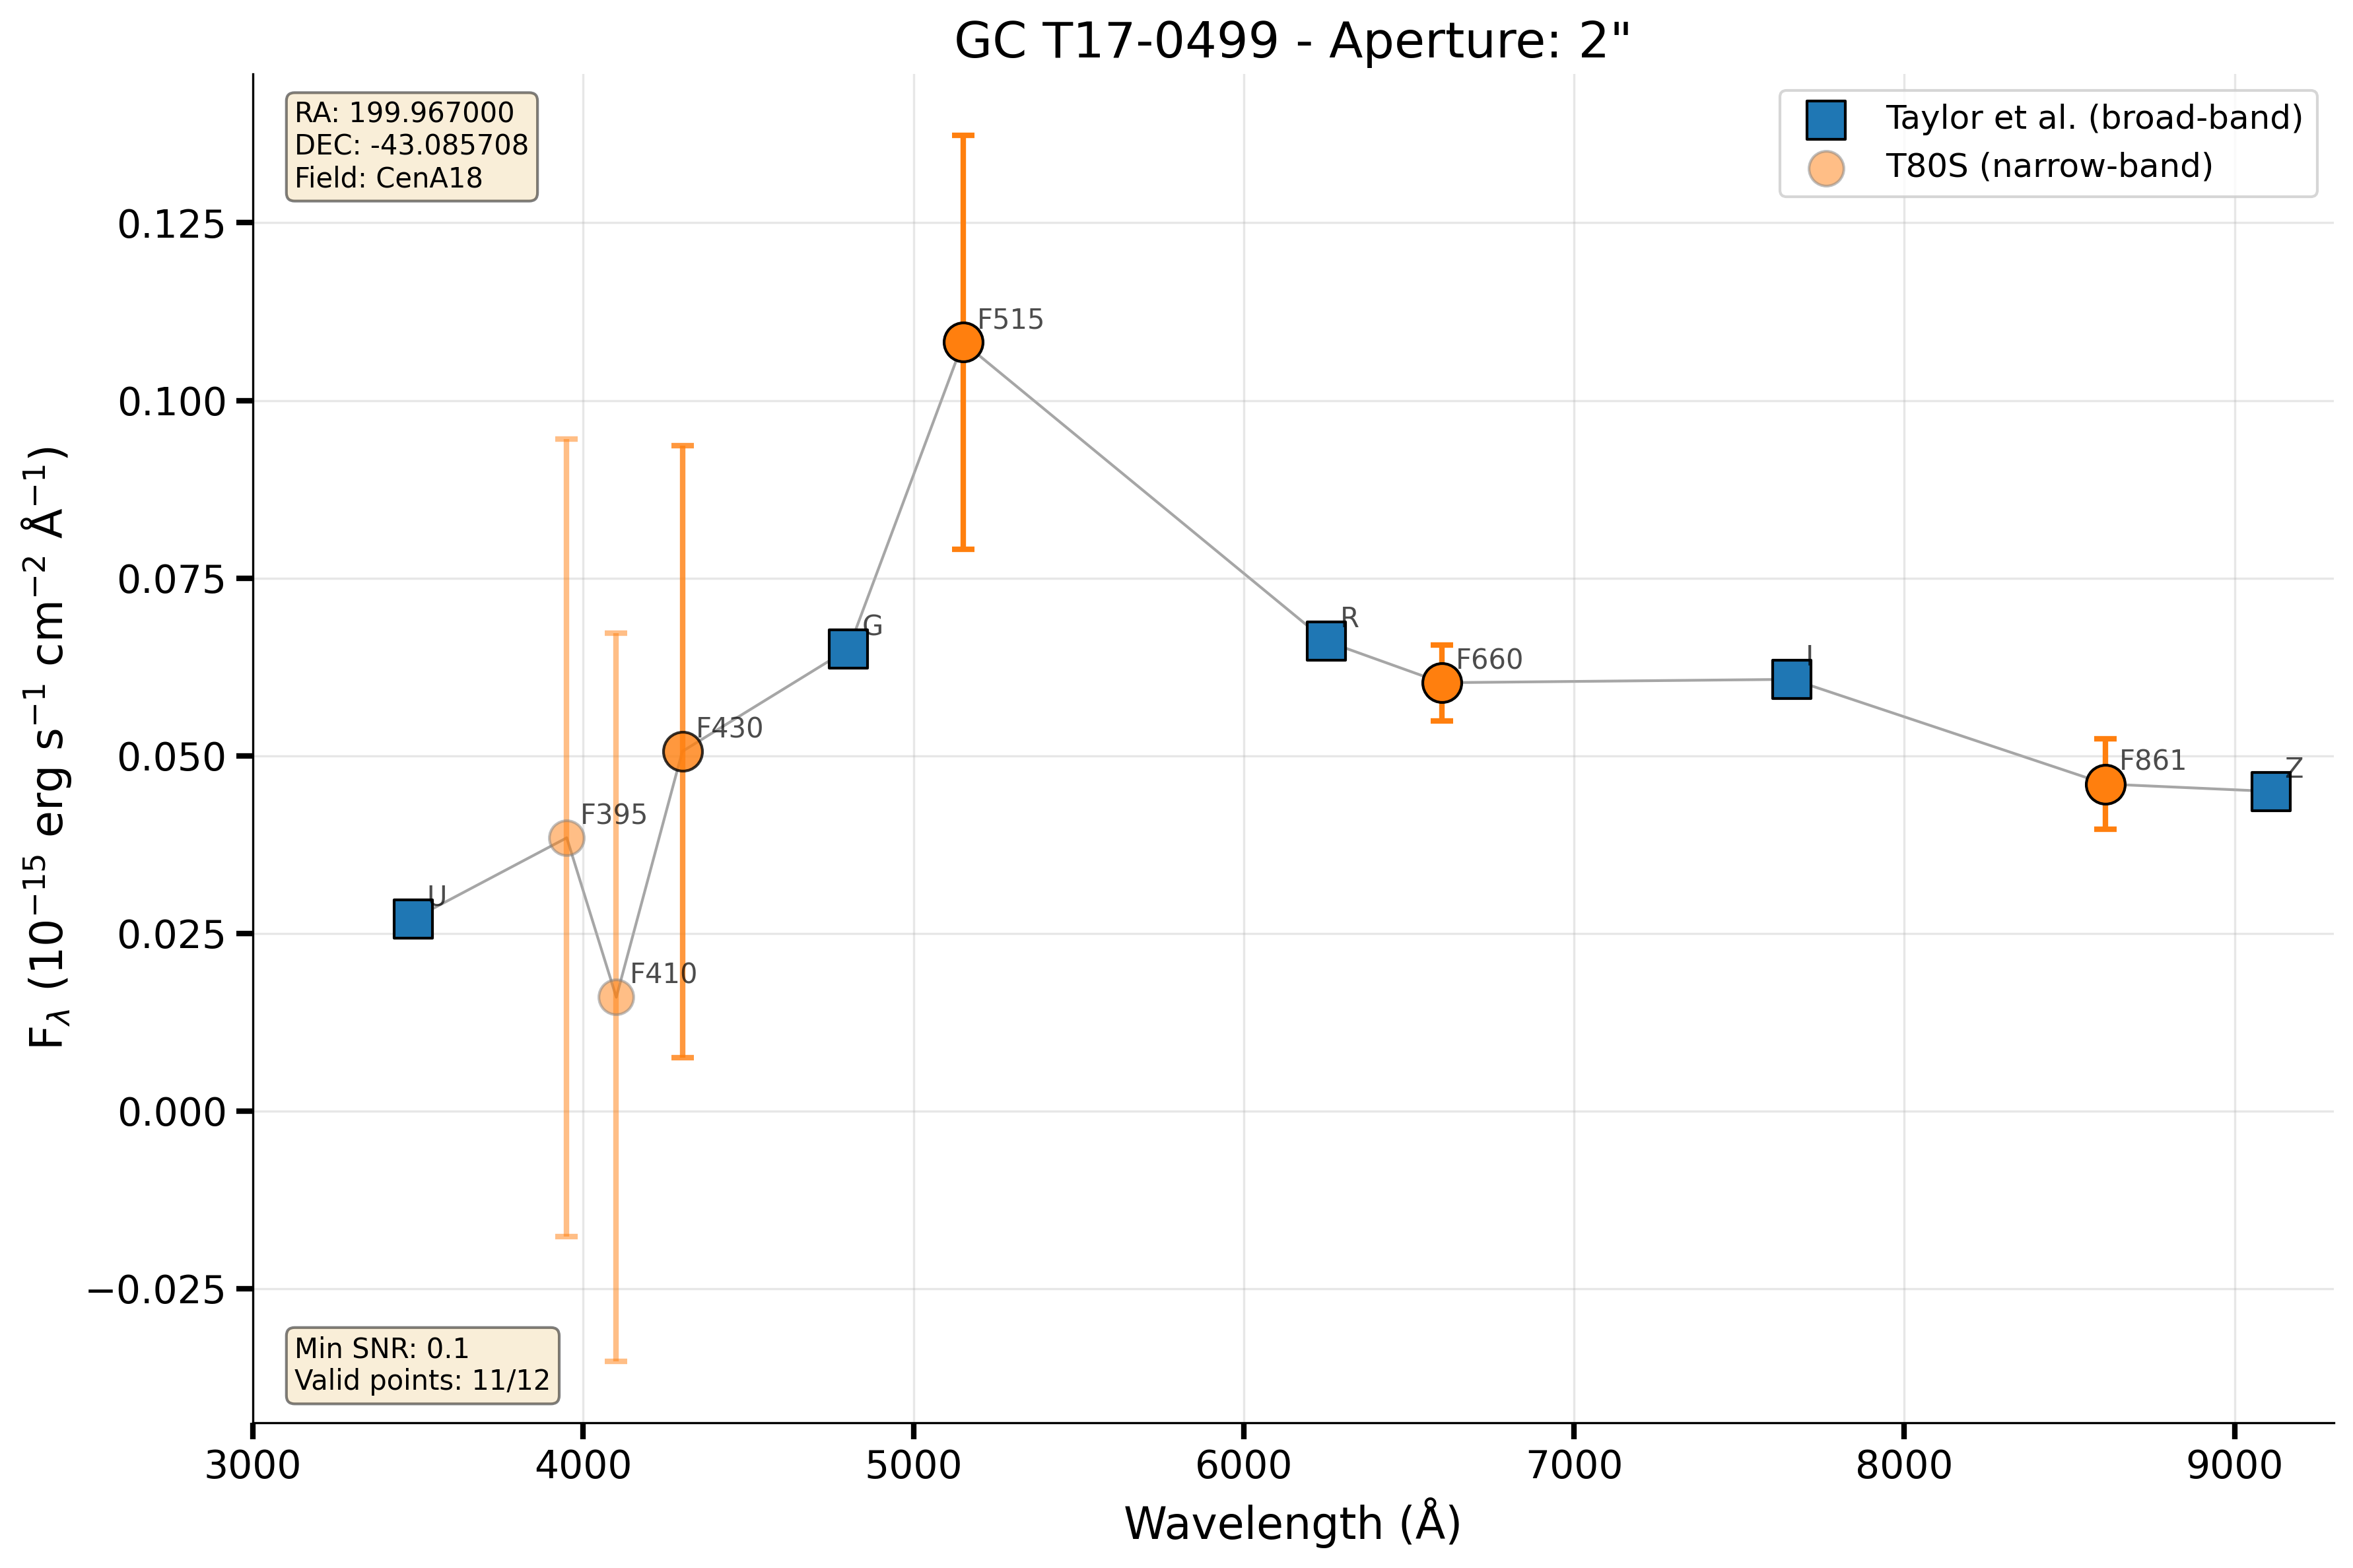 GC T17-0499 - Aperture: 2"
RA: 199.967000
DEC: -43.085708
Field: CenA18
Taylor et al. (broad-band)
T80S (narrow-band)
0.125
0.100
0.075
0.050
0.025
0.000
−0.025
F515
G
R
F660
I
F430
F861
Z
F395
U
F410
Fλ (10⁻¹⁵ erg s⁻¹ cm⁻² Å⁻¹)
Min SNR: 0.1
Valid points: 11/12
3000 4000 5000 6000 7000 8000 9000
Wavelength (Å)